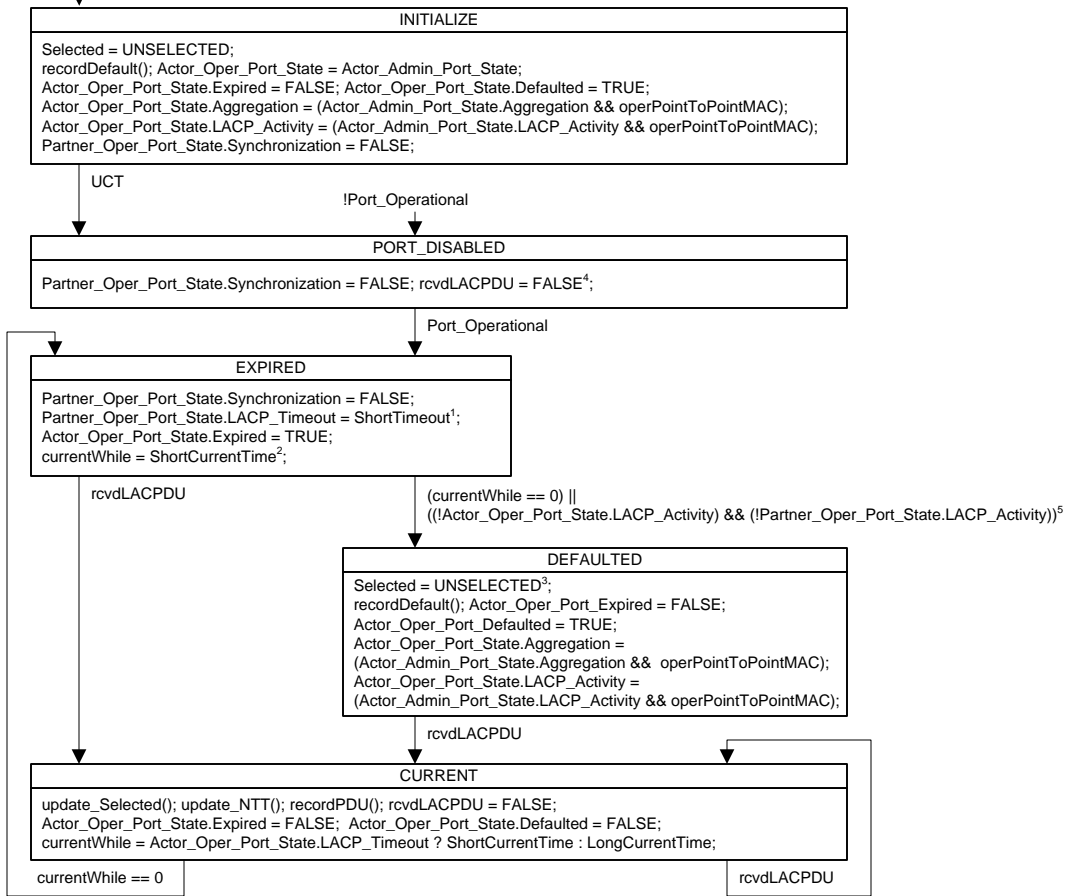 INITIALIZE
Selected = UNSELECTED;
recordDefault(); Actor_Oper_Port_State = Actor_Admin_Port_State;
Actor_Oper_Port_State.Expired = FALSE; Actor_Oper_Port_State.Defaulted = TRUE;
Actor_Oper_Port_State.Aggregation = (Actor_Admin_Port_State.Aggregation && operPointToPointMAC);
Actor_Oper_Port_State.LACP_Activity = (Actor_Admin_Port_State.LACP_Activity && operPointToPointMAC);
Partner_Oper_Port_State.Synchronization = FALSE;
UCT
!Port_Operational
PORT_DISABLED
Partner_Oper_Port_State.Synchronization = FALSE; rcvdLACPDU = FALSE⁴;
Port_Operational
EXPIRED
Partner_Oper_Port_State.Synchronization = FALSE;
Partner_Oper_Port_State.LACP_Timeout = ShortTimeout¹;
Actor_Oper_Port_State.Expired = TRUE;
currentWhile = ShortCurrentTime²;
rcvdLACPDU
(currentWhile == 0) ||
((!Actor_Oper_Port_State.LACP_Activity) && (!Partner_Oper_Port_State.LACP_Activity))⁵
DEFAULTED
Selected = UNSELECTED³;
recordDefault(); Actor_Oper_Port_Expired = FALSE;
Actor_Oper_Port_Defaulted = TRUE;
Actor_Oper_Port_State.Aggregation =
(Actor_Admin_Port_State.Aggregation && operPointToPointMAC);
Actor_Oper_Port_State.LACP_Activity =
(Actor_Admin_Port_State.LACP_Activity && operPointToPointMAC);
rcvdLACPDU
CURRENT
update_Selected(); update_NTT(); recordPDU(); rcvdLACPDU = FALSE;
Actor_Oper_Port_State.Expired = FALSE; Actor_Oper_Port_State.Defaulted = FALSE;
currentWhile = Actor_Oper_Port_State.LACP_Timeout ? ShortCurrentTime : LongCurrentTime;
currentWhile == 0
rcvdLACPDU